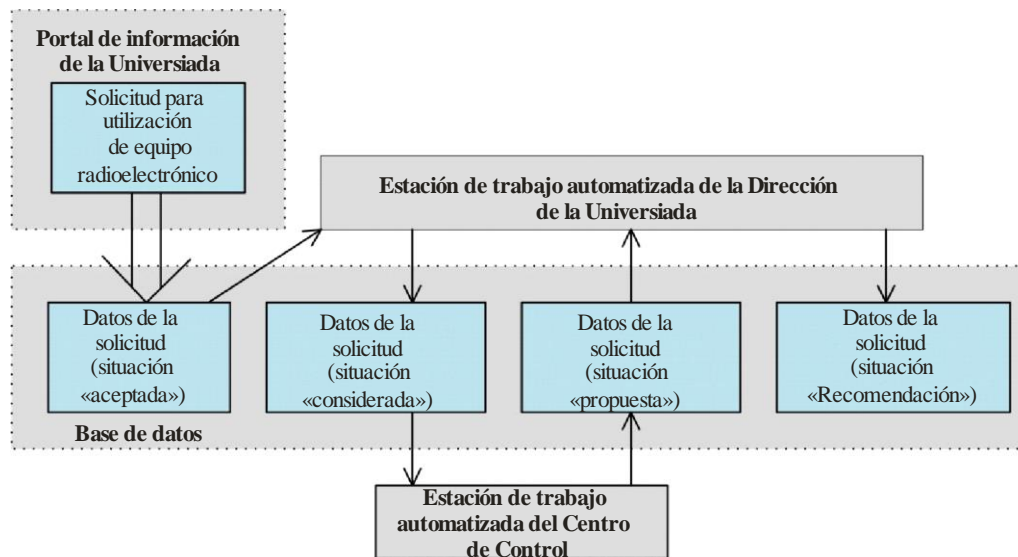 Portal de información
de la Universiada
Solicitud para
utilización
de equipo
radioelectrónico
Estación de trabajo automatizada de la Dirección
de la Universiada
Datos de la
solicitud
(situación
«aceptada»)
Datos de la
solicitud
(situación
«considerada»)
Datos de la
solicitud
(situación
«propuesta»)
Datos de la
solicitud
(situación
«Recomendación»)
Base de datos
Estación de trabajo
automatizada del Centro
de Control